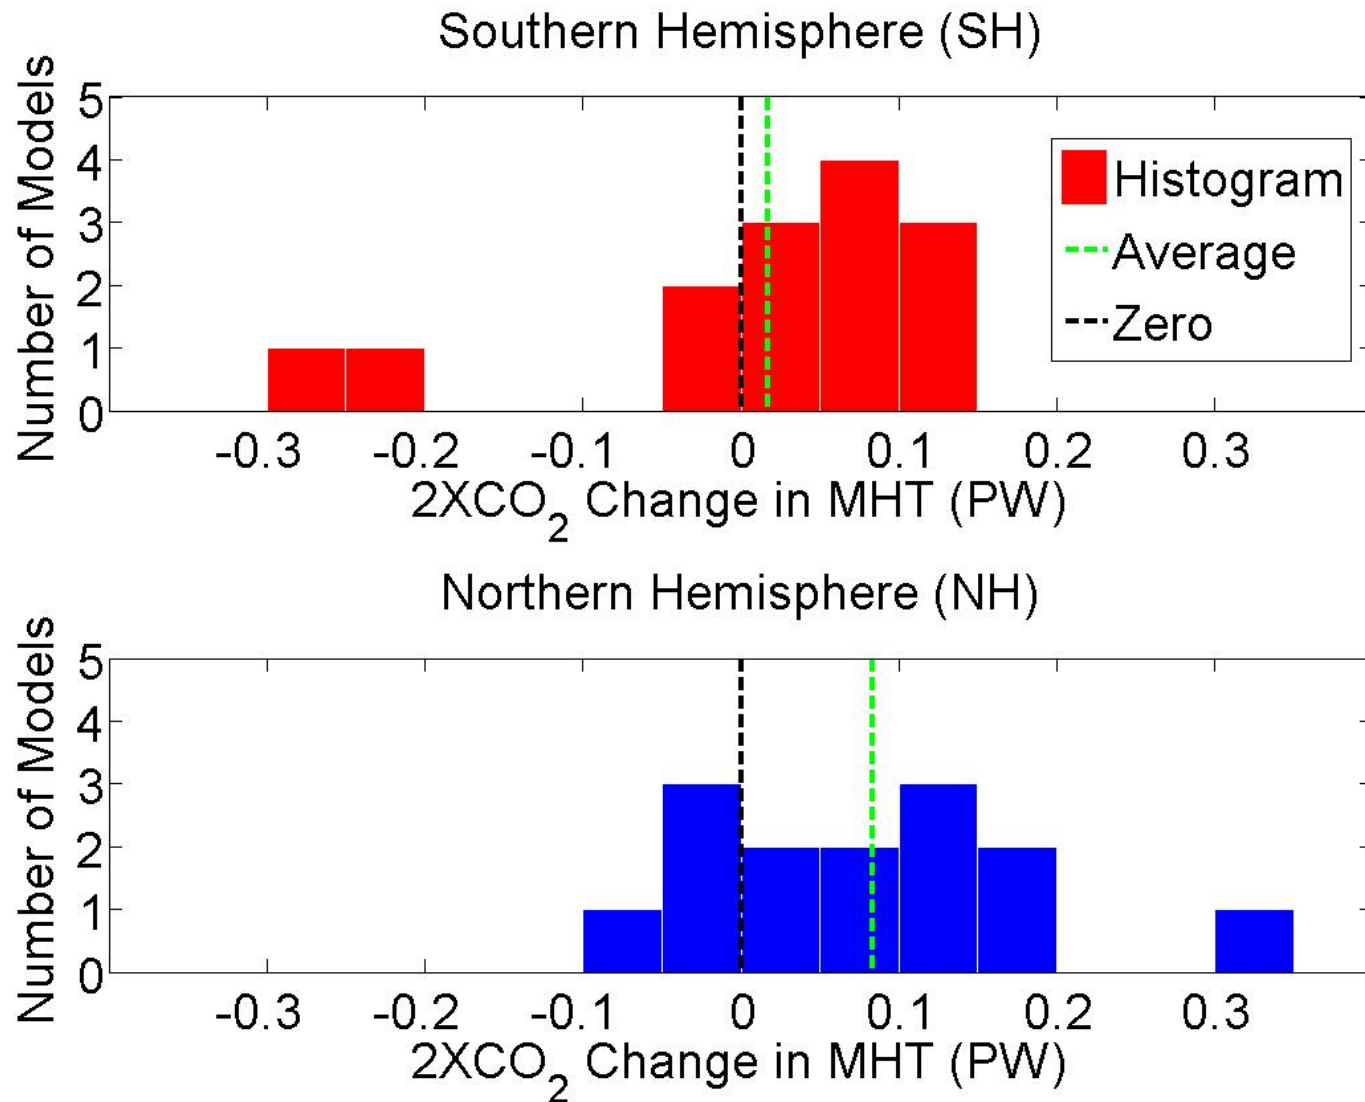 Southern Hemisphere (SH)
Number of Models
5
4
3
2
1
0
Histogram
Average
Zero
-0.3 -0.2 -0.1 0 0.1 0.2 0.3
2XCO₂ Change in MHT (PW)
Northern Hemisphere (NH)
Number of Models
5
4
3
2
1
0
-0.3 -0.2 -0.1 0 0.1 0.2 0.3
2XCO₂ Change in MHT (PW)